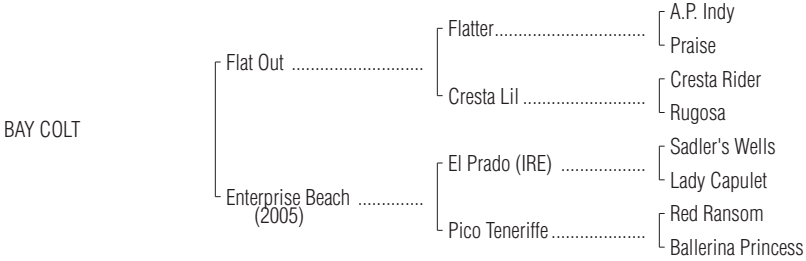 A.P. Indy
Flatter................................
Praise
Flat Out ............................
Cresta Rider
Cresta Lil ..........................
Rugosa
BAY COLT
Sadler's Wells
El Prado (IRE) ..................
Lady Capulet
Enterprise Beach ..............
(2005)
Red Ransom
Pico Teneriffe....................
Ballerina Princess